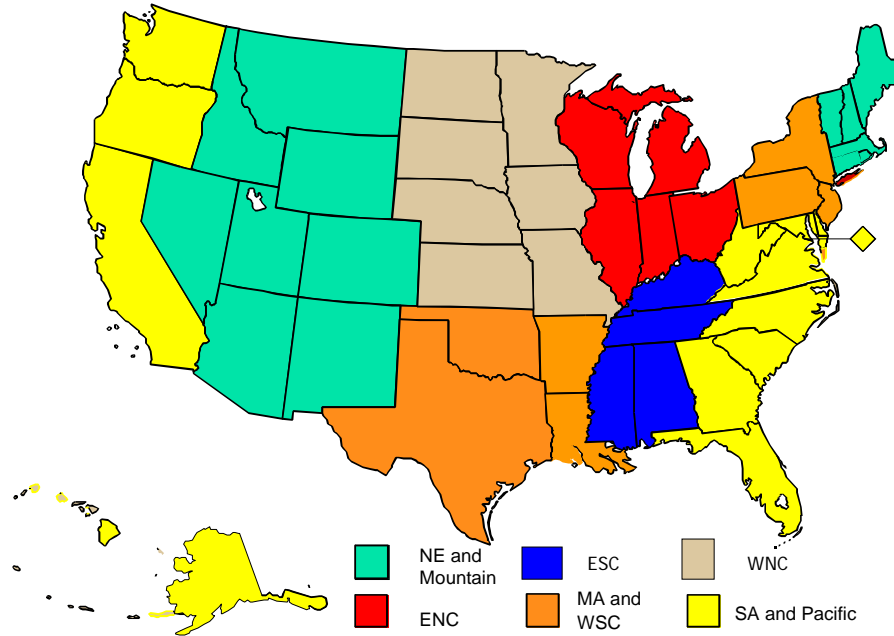 NE and
Mountain
ESC
WNC
ENC
MA and
WSC
SA and Pacific